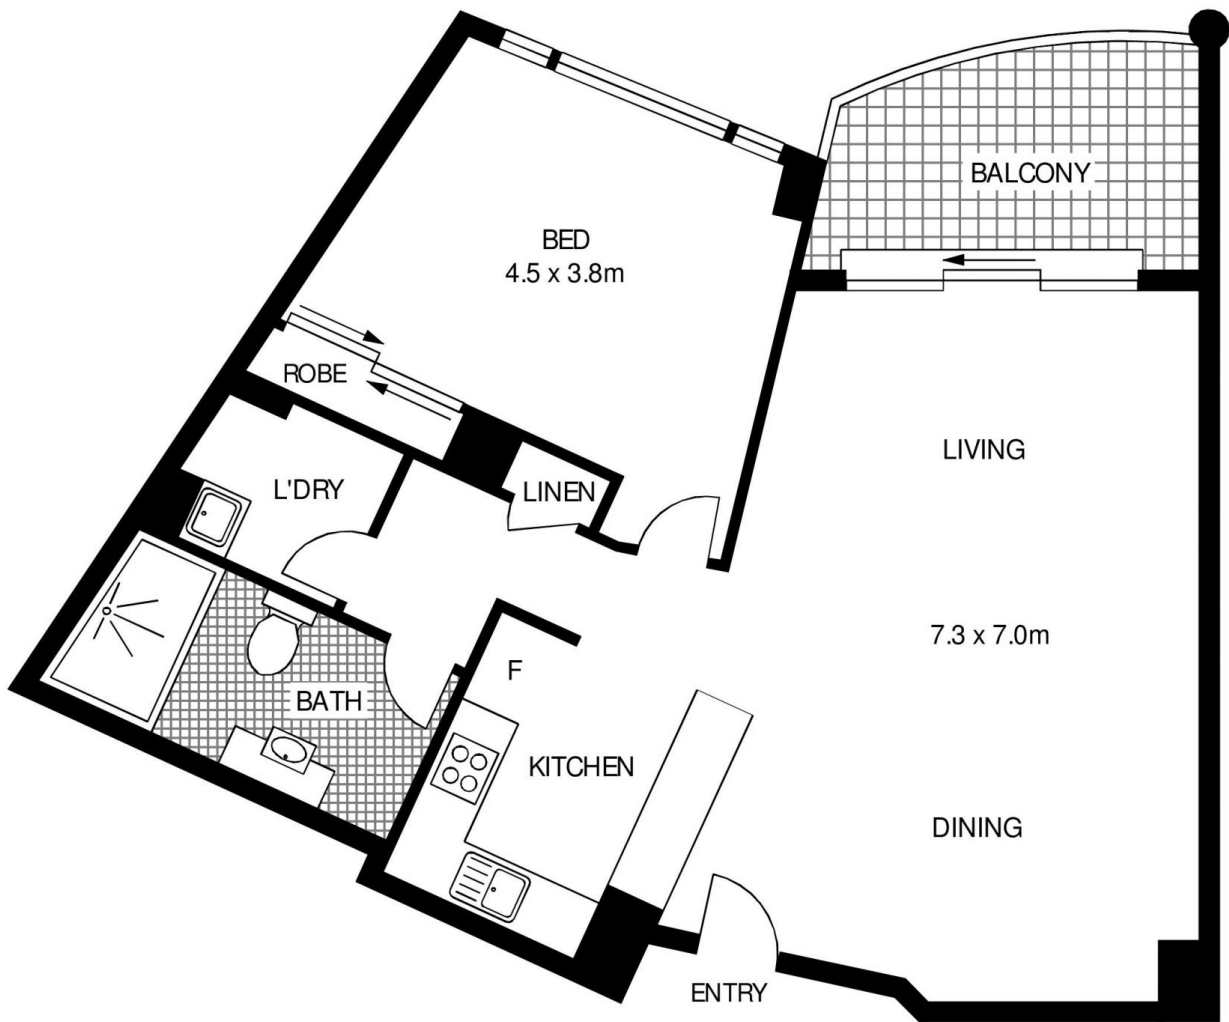 BALCONY
BED
4.5 x 3.8m
ROBE
LIVING
L'DRY
LINEN
7.3 x 7.0m
F
BATH
KITCHEN
DINING
ENTRY